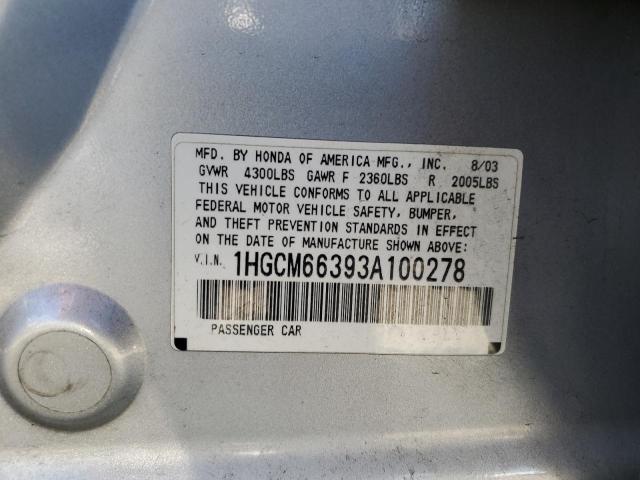 MFD. BY HONDA OF AMERICA MFG., INC. 8/03
GVWR 4300LBS GAWR F 2360LBS R 2005LBS
THIS VEHICLE CONFORMS TO ALL APPLICABLE
FEDERAL MOTOR VEHICLE SAFETY, BUMPER,
AND THEFT PREVENTION STANDARDS IN EFFECT
ON THE DATE OF MANUFACTURE SHOWN ABOVE:
V.I.N. 1HGCM66393A100278
PASSENGER CAR